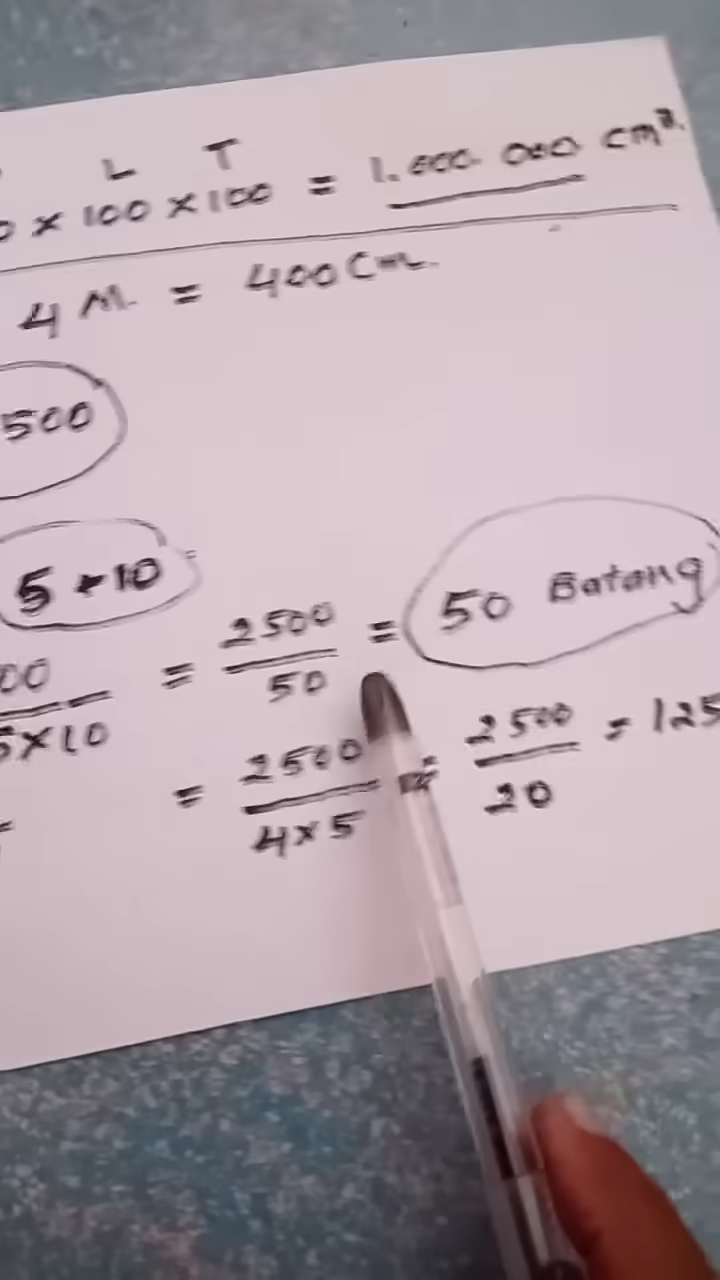 L T
0 x 100 x 100 = 1.000.000 cm³.
4 M. = 400 Cm.
500
5 + 10
00 / 5x10 = 2500 / 50 = 50 Batang
= 2500 / 4x5 = 2500 / 20 = 125